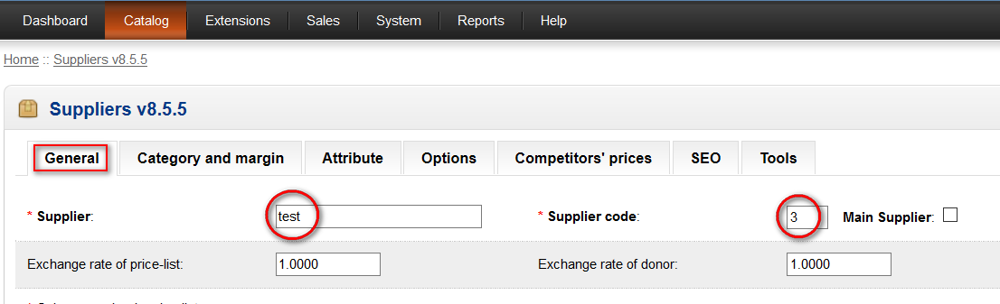 Dashboard Catalog Extensions Sales System Reports Help
Home :: Suppliers v8.5.5
Suppliers v8.5.5
General Category and margin Attribute Options Competitors' prices SEO Tools
* Supplier: test * Supplier code: 3 Main Supplier:
Exchange rate of price-list: 1.0000 Exchange rate of donor: 1.0000